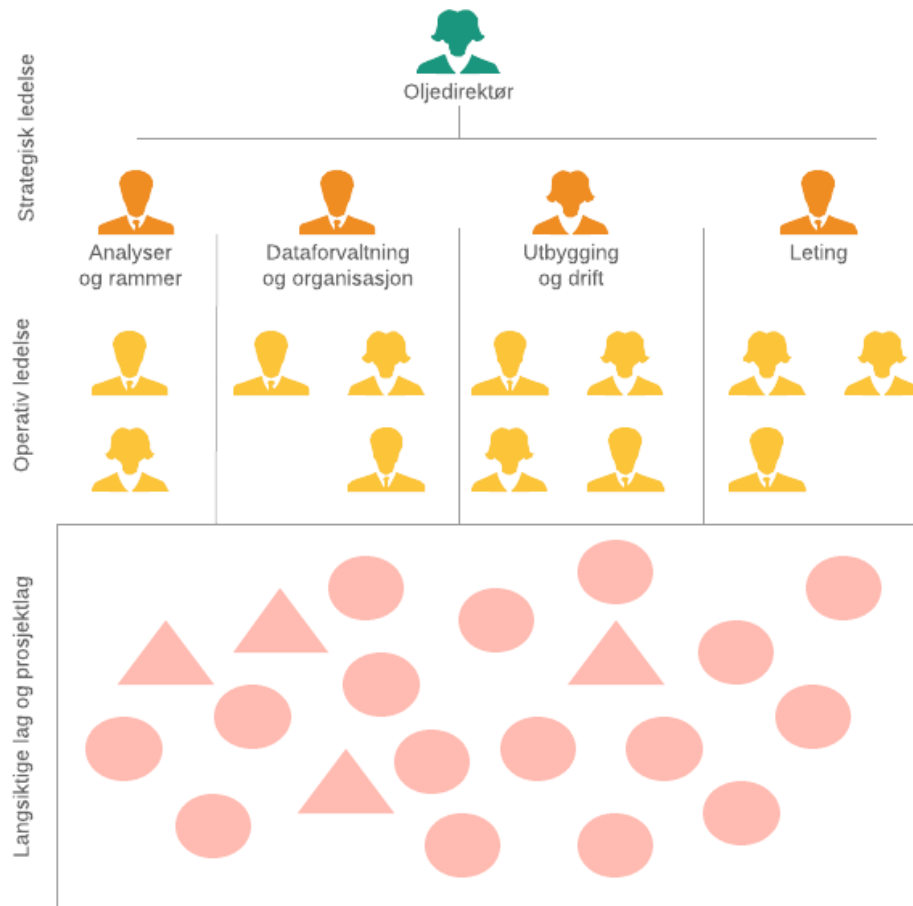 Strategisk ledelse
Oljedirektør
Analyser
og rammer
Dataforvaltning
og organisasjon
Utbygging
og drift
Leting
Operativ ledelse
Langsiktige lag og prosjektlag